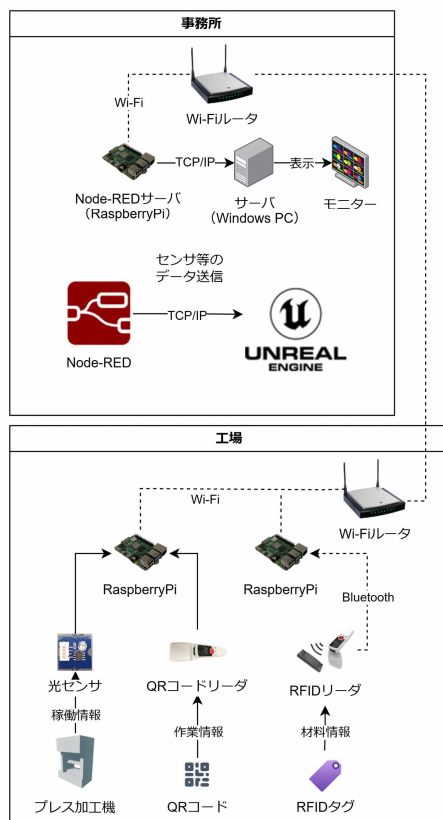 事務所
Wi-Fi
Wi-Fiルータ
TCP/IP
表示
Node-REDサーバ
（RaspberryPi）
サーバ
（Windows PC）
モニター
センサ等の
データ送信
TCP/IP
Node-RED
UNREAL
ENGINE
工場
Wi-Fi
Wi-Fiルータ
RaspberryPi
RaspberryPi
Bluetooth
光センサ
QRコードリーダ
RFIDリーダ
稼働情報
作業情報
材料情報
プレス加工機
QRコード
RFIDタグ